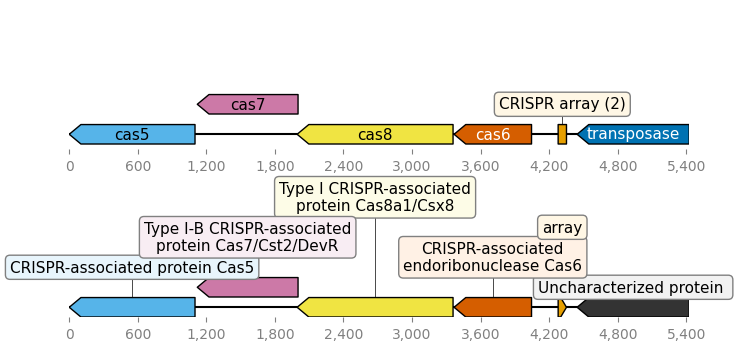 cas7
CRISPR array (2)
cas5
cas8
cas6
transposase
0 600 1,200 1,800 2,400 3,000 3,600 4,200 4,800 5,400
Type I CRISPR-associated
protein Cas8a1/Csx8
Type I-B CRISPR-associated
protein Cas7/Cst2/DevR
array
CRISPR-associated
endoribonuclease Cas6
CRISPR-associated protein Cas5
Uncharacterized protein
0 600 1,200 1,800 2,400 3,000 3,600 4,200 4,800 5,400